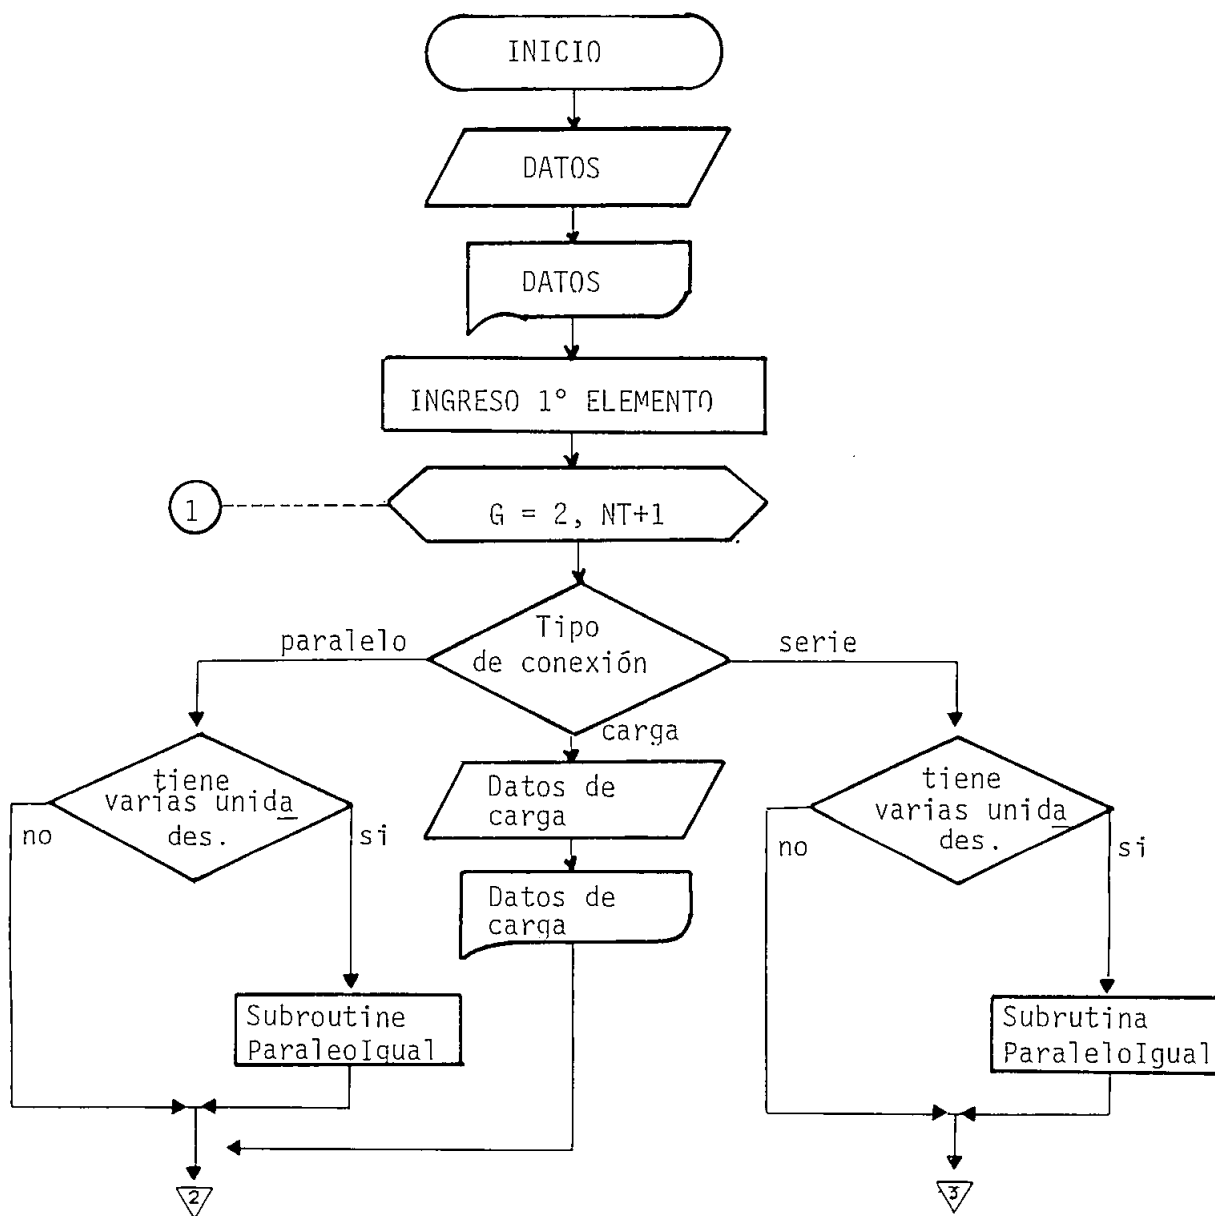 INICIO
DATOS
DATOS
INGRESO 1° ELEMENTO
1
G = 2, NT+1
Tipo
de conexión
paralelo
serie
carga
tiene
varias unida
des.
no
si
Datos de
carga
Datos de
carga
tiene
varias unida
des.
no
si
Subroutine
ParaleoIgual
Subrutina
ParaleloIgual
2
3